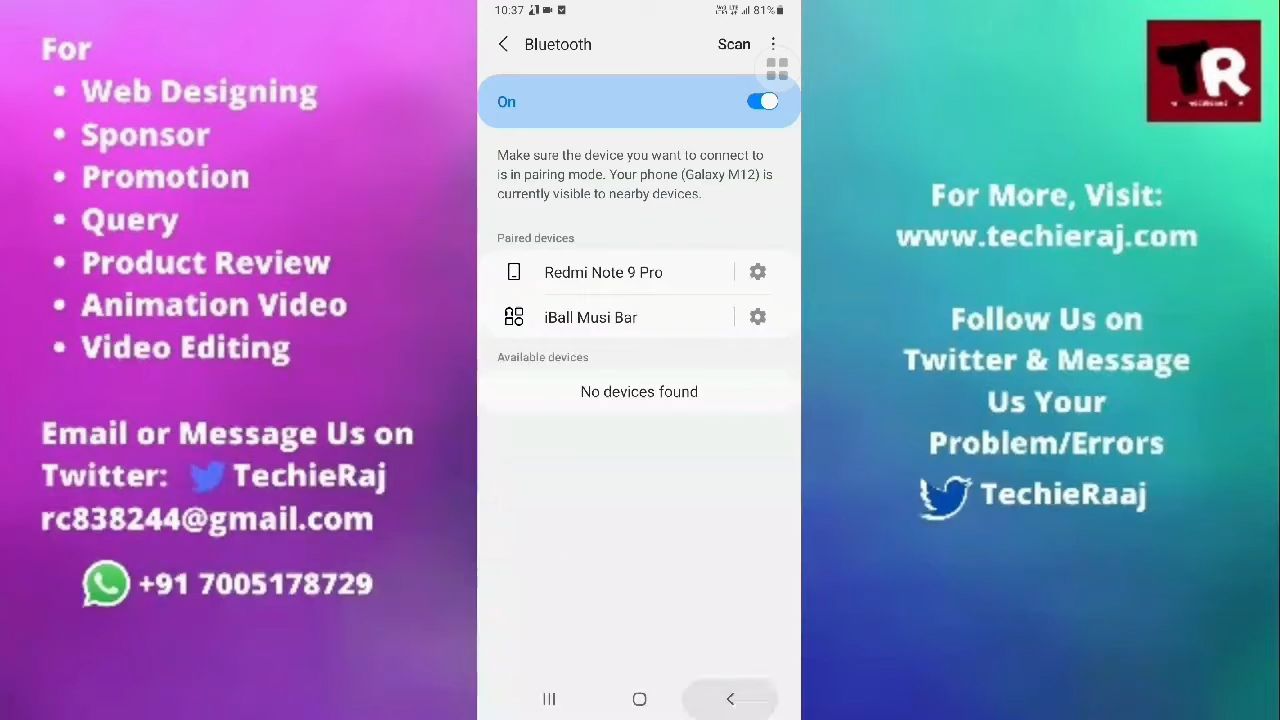 For
• Web Designing
• Sponsor
• Promotion
• Query
• Product Review
• Animation Video
• Video Editing
Email or Message Us on
Twitter: TechieRaj
rc838244@gmail.com
+91 7005178729
10.37
81%
Bluetooth
Scan
On
Make sure the device you want to connect to
is in pairing mode. Your phone (Galaxy M12) is
currently visible to nearby devices.
Paired devices
Redmi Note 9 Pro
iBall Musi Bar
Available devices
No devices found
TR
For More, Visit:
www.techieraj.com
Follow Us on
Twitter & Message
Us Your
Problem/Errors
TechieRaaj